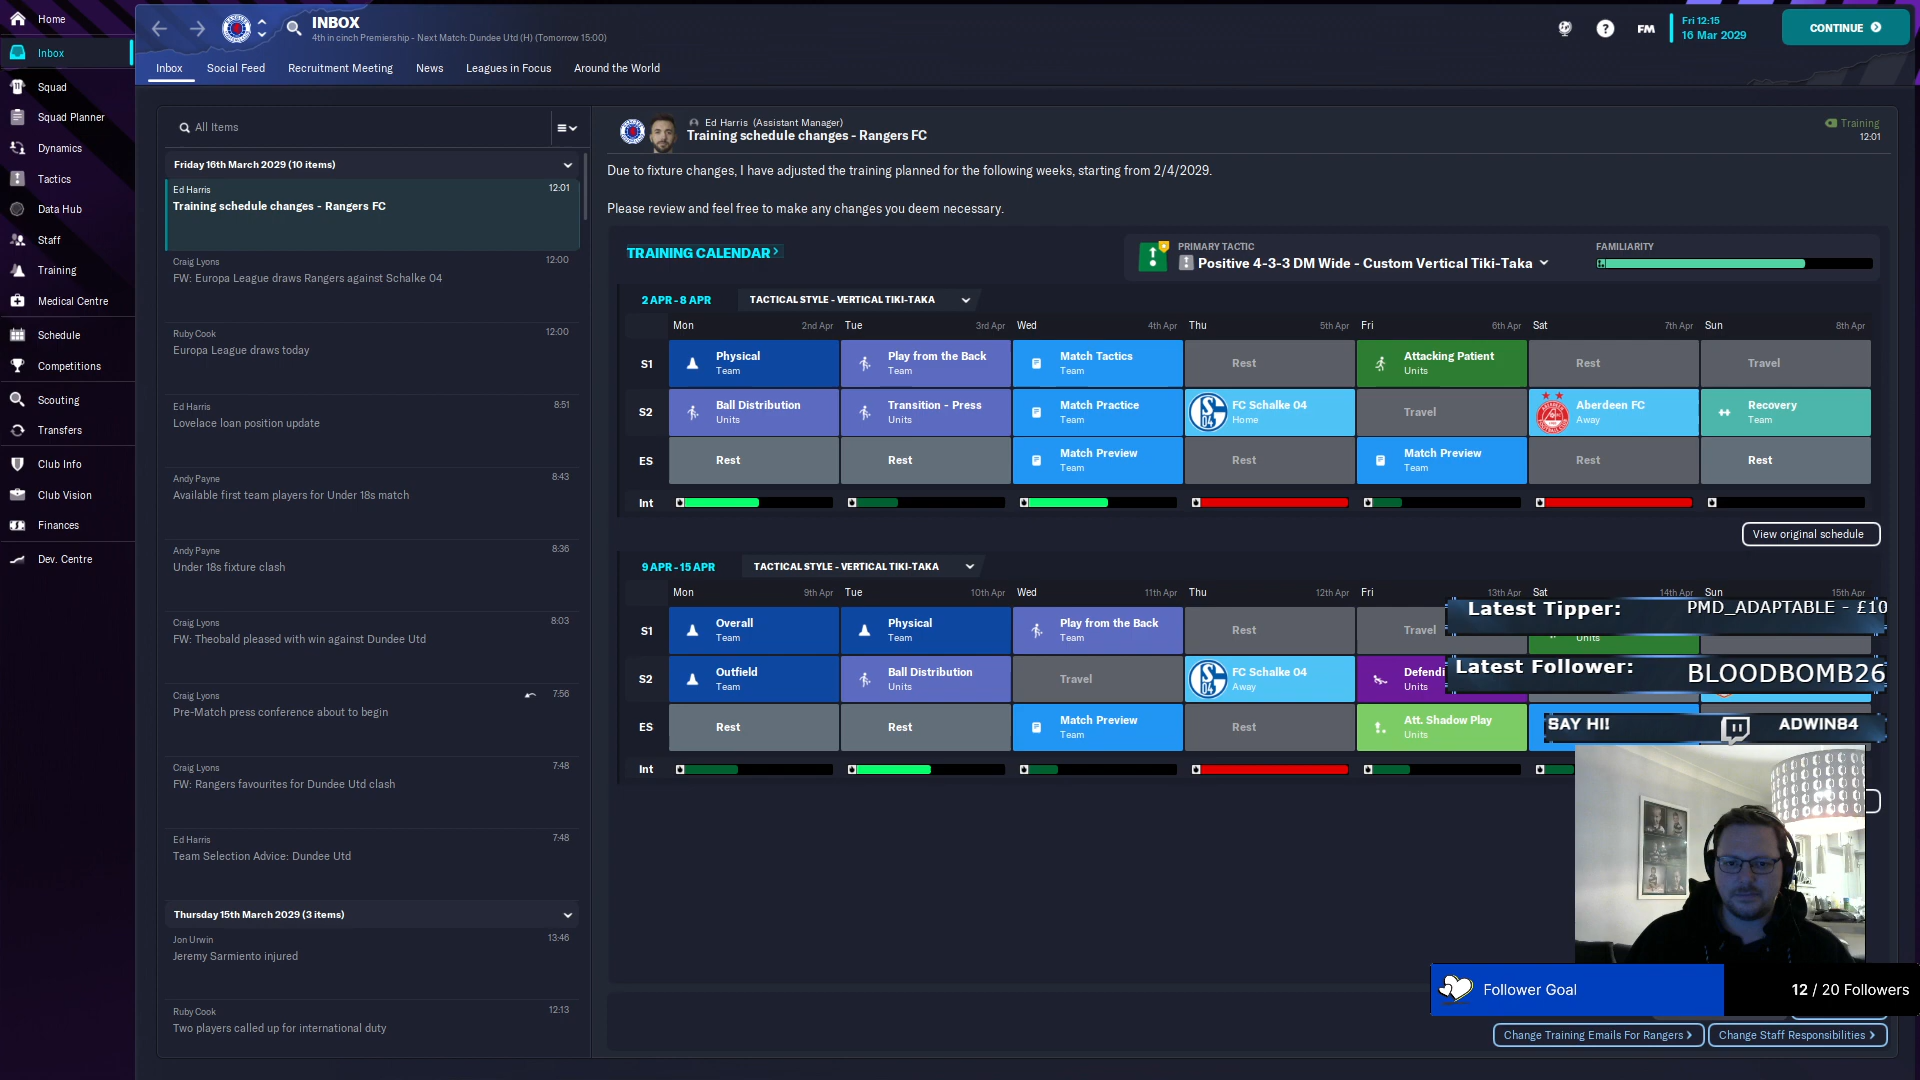 Home
Inbox
Squad
Squad Planner
Dynamics
Tactics
Data Hub
Staff
Training
Medical Centre
Schedule
Competitions
Scouting
Transfers
Club Info
Club Vision
Finances
Dev. Centre
INBOX
4th in cinch Premiership - Next Match: Dundee Utd (H) (Tomorrow 15:00)
FM
Fri 12:15
16 Mar 2029
CONTINUE
Inbox Social Feed Recruitment Meeting News Leagues in Focus Around the World
All Items
Friday 16th March 2029 (10 items)
Ed Harris 12:01
Training schedule changes - Rangers FC
Craig Lyons 12:00
FW: Europa League draws Rangers against Schalke 04
Ruby Cook 12:00
Europa League draws today
Ed Harris 8:51
Lovelace loan position update
Andy Payne 8:43
Available first team players for Under 18s match
Andy Payne 8:36
Under 18s fixture clash
Craig Lyons 8:03
FW: Theobald pleased with win against Dundee Utd
Craig Lyons 7:56
Pre-Match press conference about to begin
Craig Lyons 7:48
FW: Rangers favourites for Dundee Utd clash
Ed Harris 7:48
Team Selection Advice: Dundee Utd
Thursday 15th March 2029 (3 items)
Jon Urwin 13:46
Jeremy Sarmiento injured
Ruby Cook 12:13
Two players called up for international duty
Ed Harris (Assistant Manager)
Training schedule changes - Rangers FC
Training
12:01
Due to fixture changes, I have adjusted the training planned for the following weeks, starting from 2/4/2029.
Please review and feel free to make any changes you deem necessary.
TRAINING CALENDAR
PRIMARY TACTIC
Positive 4-3-3 DM Wide - Custom Vertical Tiki-Taka
FAMILIARITY
2 APR - 8 APR TACTICAL STYLE - VERTICAL TIKI-TAKA
Mon 2nd Apr Tue 3rd Apr Wed 4th Apr Thu 5th Apr Fri 6th Apr Sat 7th Apr Sun 8th Apr
S1 Physical Play from the Back Match Tactics Rest Attacking Patient Rest Travel
Team Team Team Units
S2 Ball Distribution Transition - Press Match Practice FC Schalke 04 Travel Aberdeen FC Recovery
Units Units Team Home Away Team
ES Rest Rest Match Preview Rest Match Preview Rest Rest
Team Team
Int
View original schedule
9 APR - 15 APR TACTICAL STYLE - VERTICAL TIKI-TAKA
Mon 9th Apr Tue 10th Apr Wed 11th Apr Thu 12th Apr Fri 13th Apr Sat 14th Apr Sun 15th Apr
S1 Overall Physical Play from the Back Rest Travel
Team Team Team Units
S2 Outfield Ball Distribution Travel FC Schalke 04 Defendi
Team Units Away Units
ES Rest Rest Match Preview Rest Att. Shadow Play
Team Units
Int
Latest Tipper: PMD_ADAPTABLE - £10
Latest Follower: BLOODBOMB26
SAY HI! ADWIN84
Follower Goal 12 / 20 Followers
Change Training Emails For Rangers
Change Staff Responsibilities